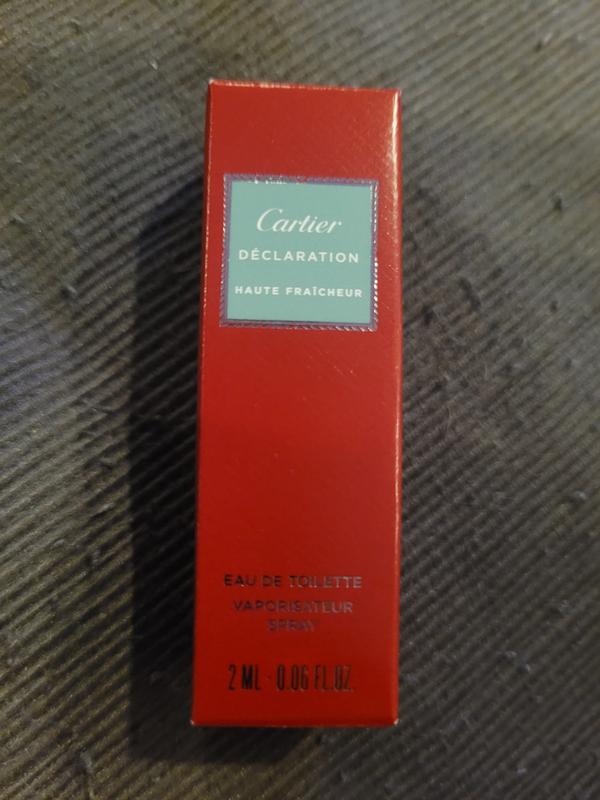 Cartier
DÉCLARATION
HAUTE FRAÎCHEUR
EAU DE TOILETTE
VAPORISATEUR
SPRAY
2 ML - 0.06 FL.OZ.